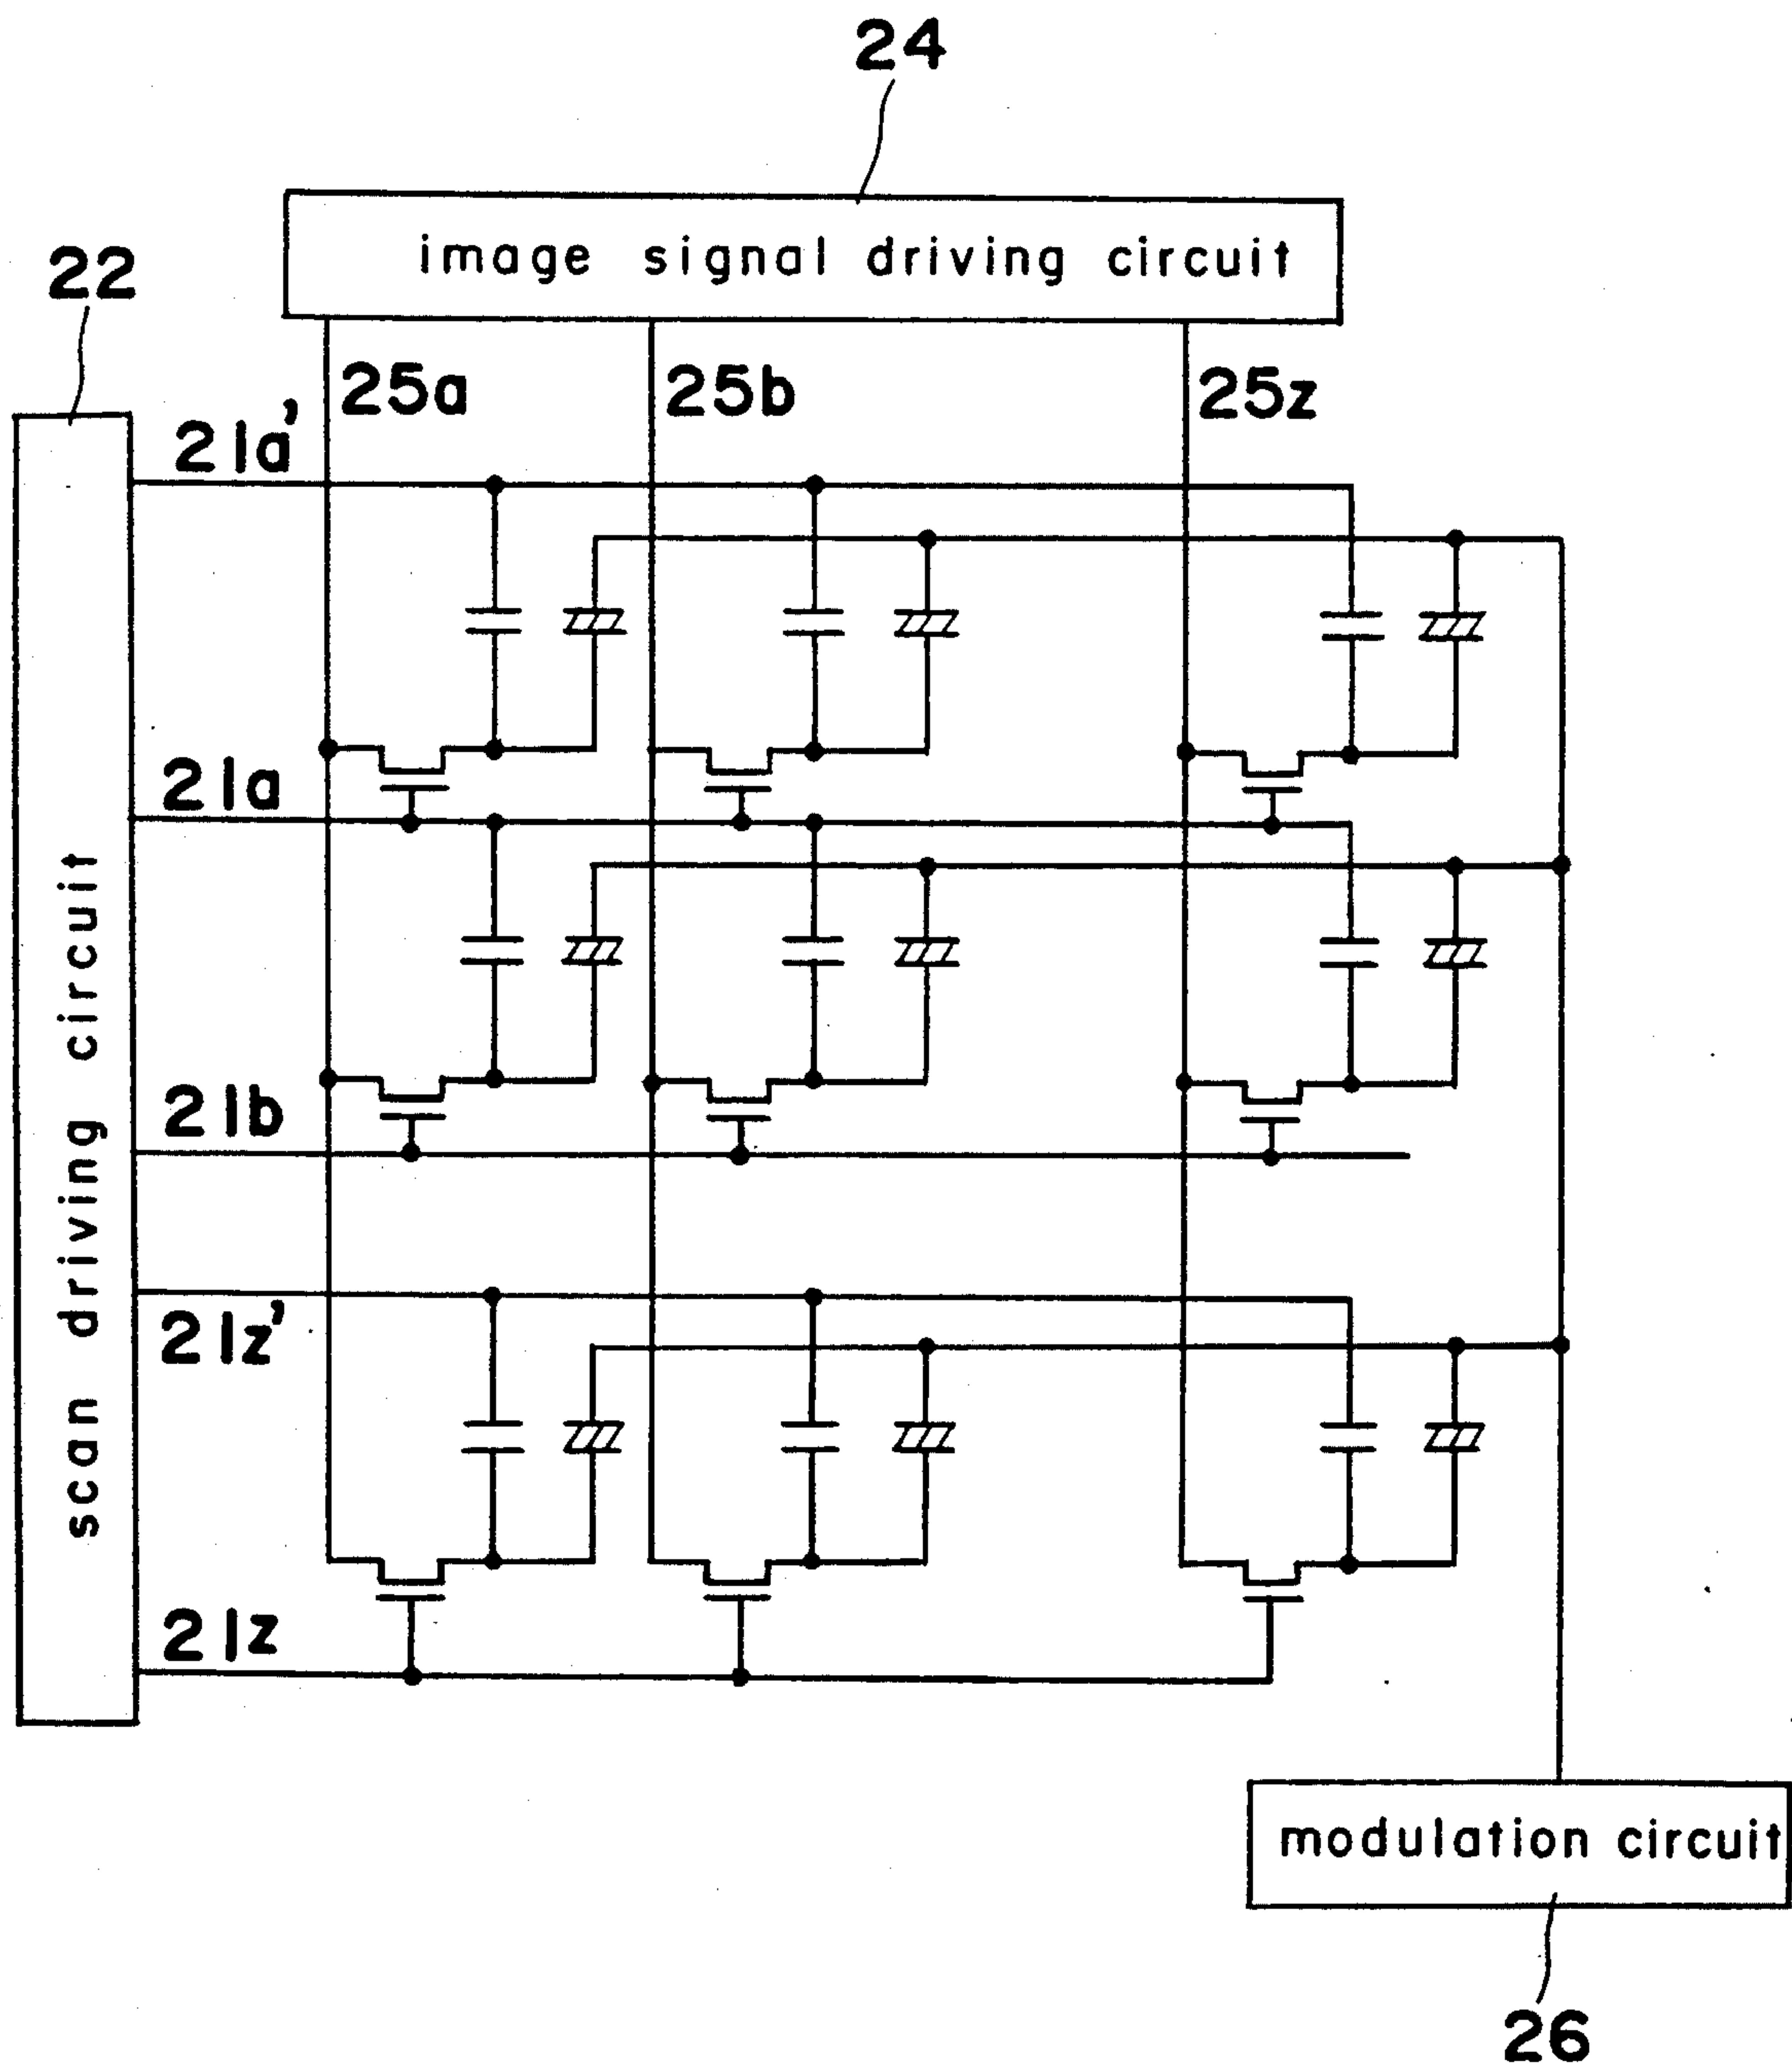 24
image signal driving circuit
22
25a
25b
25z
21a'
21a
21b
21z'
21z
scan driving circuit
modulation circuit
26